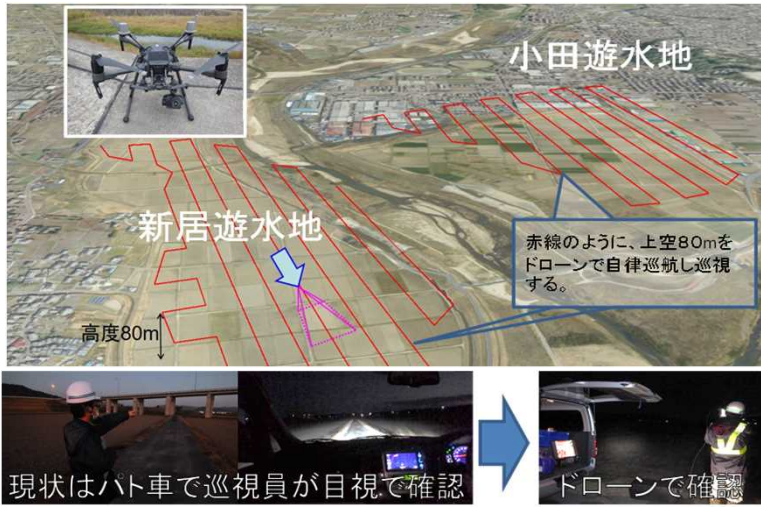 小田遊水地
新居遊水地
赤線のように、上空80mを
ドローンで自律巡航し巡視
する。
高度80m
現状はパト車で巡視員が目視で確認
ドローンで確認